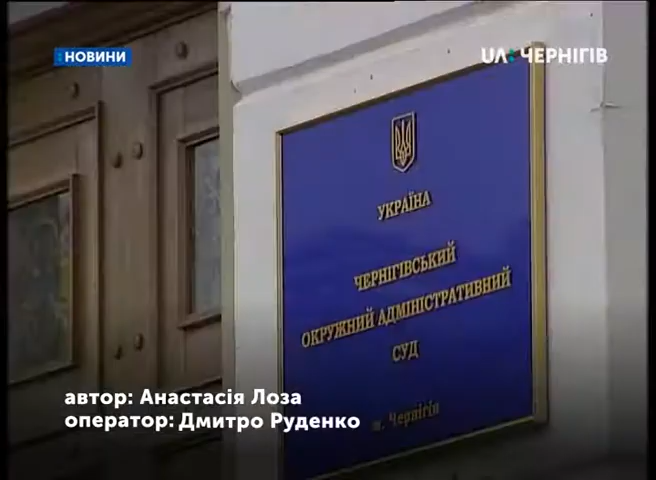 НОВИНИ
UA: ЧЕРНІГІВ
УКРАЇНА
ЧЕРНІГІВСЬКИЙ
ОКРУЖНИЙ АДМІНІСТРАТИВНИЙ
СУД
м. Чернігів
автор: Анастасія Лоза
оператор: Дмитро Руденко